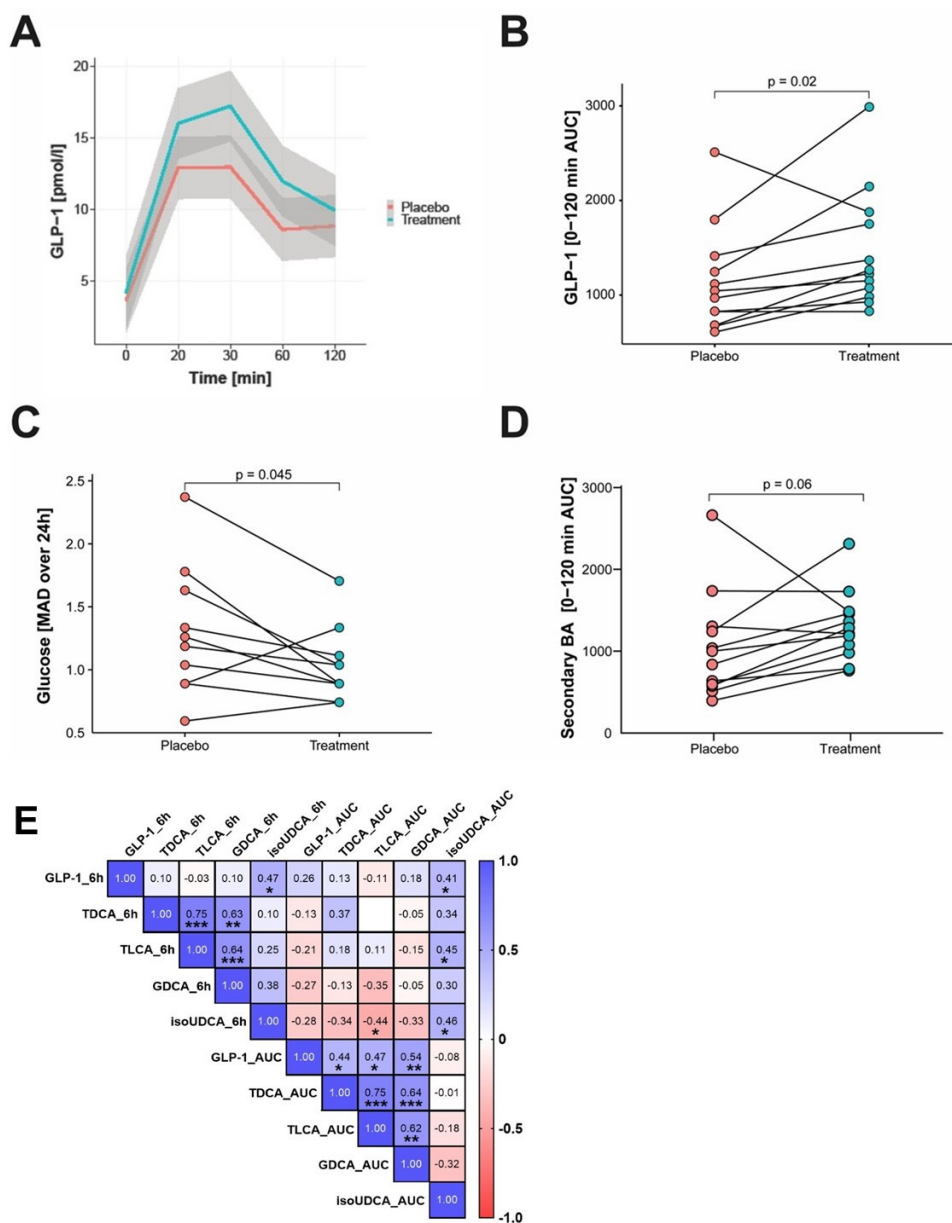 A
GLP-1 [pmol/l]
20
15
10
5
0 20 30 60 120
Time [min]
Placebo
Treatment
B
p = 0.02
GLP-1 [0-120 min AUC]
3000
2000
1000
Placebo Treatment
C
p = 0.045
Glucose [MAD over 24h]
2.5
2.0
1.5
1.0
0.5
Placebo Treatment
D
p = 0.06
Secondary BA [0-120 min AUC]
3000
2000
1000
0
Placebo Treatment
E
GLP-1_6h TDCA_6h TLCA_6h GDCA_6h isoUDCA_6h GLP-1_AUC TDCA_AUC TLCA_AUC GDCA_AUC isoUDCA_AUC
GLP-1_6h 1.00 0.10 -0.03 0.10 0.47 0.26 0.13 -0.11 0.18 0.41
* *
TDCA_6h 1.00 0.75 0.63 0.10 -0.13 0.37 -0.05 0.34
*** **
TLCA_6h 1.00 0.64 0.25 -0.21 0.18 0.11 -0.15 0.45
*** *
GDCA_6h 1.00 0.38 -0.27 -0.13 -0.35 -0.05 0.30
isoUDCA_6h 1.00 -0.28 -0.34 -0.44 -0.33 0.46
* *
GLP-1_AUC 1.00 0.44 0.47 0.54 -0.08
* * **
TDCA_AUC 1.00 0.75 0.64 -0.01
*** ***
TLCA_AUC 1.00 0.62 -0.18
**
GDCA_AUC 1.00 -0.32
isoUDCA_AUC 1.00
1.0
0.5
0
-0.5
-1.0